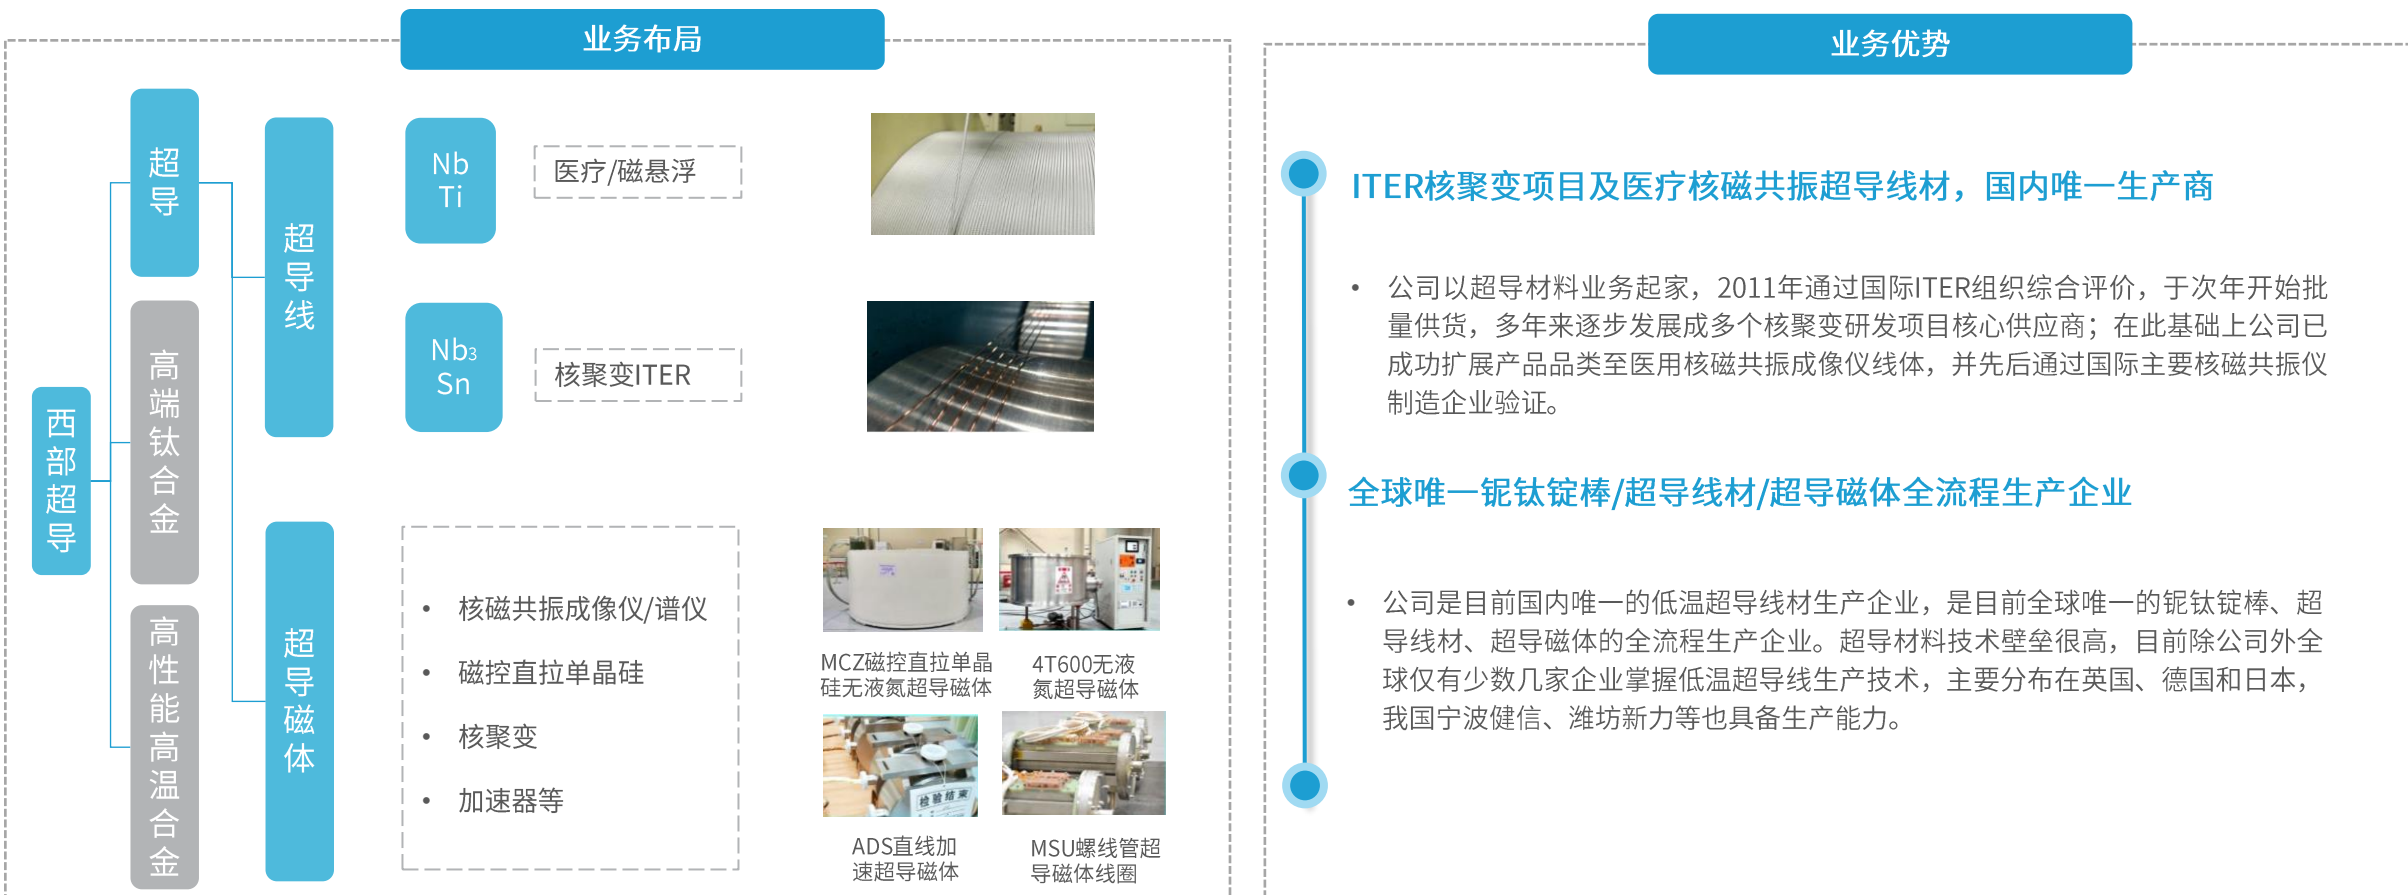 业务布局
西部超导
超导
高端钛合金
高性能高温合金
超导线
超导磁体
Nb
Ti
医疗/磁悬浮
Nb3
Sn
核聚变ITER
• 核磁共振成像仪/谱仪
• 磁控直拉单晶硅
• 核聚变
• 加速器等
MCZ磁控直拉单晶
硅无液氮超导磁体
4T600无液
氮超导磁体
检验结束
ADS直线加
速超导磁体
MSU螺线管超
导磁体线圈
业务优势
ITER核聚变项目及医疗核磁共振超导线材，国内唯一生产商
• 公司以超导材料业务起家，2011年通过国际ITER组织综合评价，于次年开始批
量供货，多年来逐步发展成多个核聚变研发项目核心供应商；在此基础上公司已
成功扩展产品品类至医用核磁共振成像仪线体，并先后通过国际主要核磁共振仪
制造企业验证。
全球唯一铌钛锭棒/超导线材/超导磁体全流程生产企业
• 公司是目前国内唯一的低温超导线材生产企业，是目前全球唯一的铌钛锭棒、超
导线材、超导磁体的全流程生产企业。超导材料技术壁垒很高，目前除公司外全
球仅有少数几家企业掌握低温超导线生产技术，主要分布在英国、德国和日本，
我国宁波健信、潍坊新力等也具备生产能力。